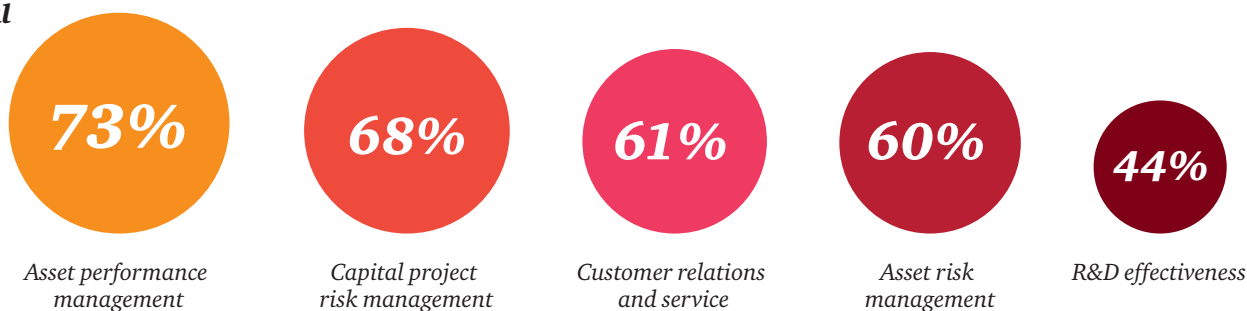 73%
68%
61%
60%
44%
Asset performance
management
Capital project
risk management
Customer relations
and service
Asset risk
management
R&D effectiveness